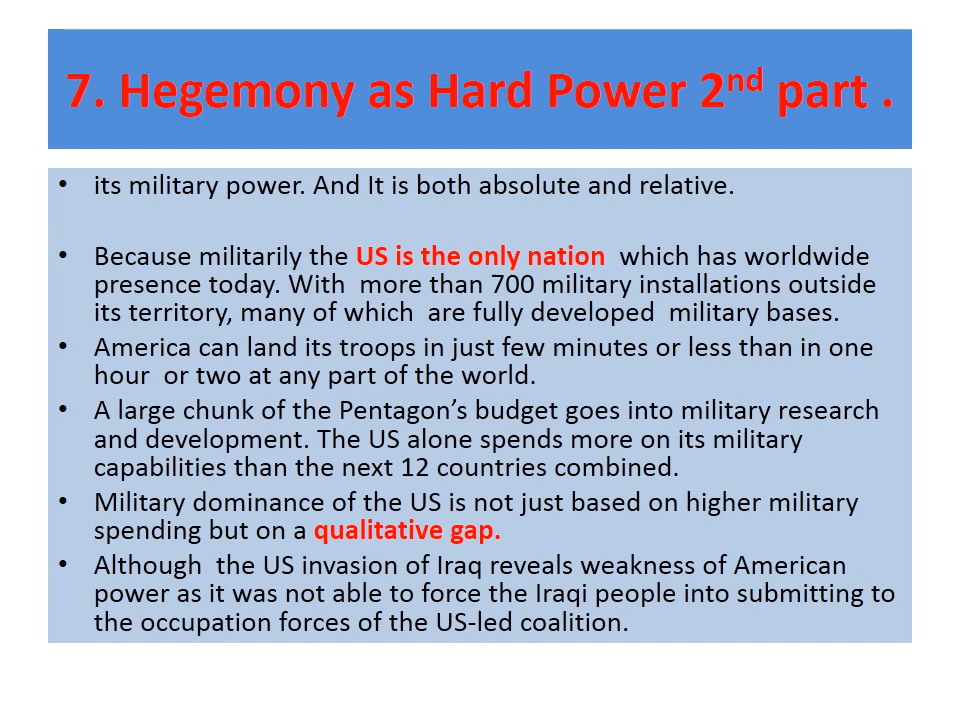 7. Hegemony as Hard Power 2nd part .
• its military power. And It is both absolute and relative.
• Because militarily the US is the only nation which has worldwide
presence today. With more than 700 military installations outside
its territory, many of which are fully developed military bases.
• America can land its troops in just few minutes or less than in one
hour or two at any part of the world.
• A large chunk of the Pentagon’s budget goes into military research
and development. The US alone spends more on its military
capabilities than the next 12 countries combined.
• Military dominance of the US is not just based on higher military
spending but on a qualitative gap.
• Although the US invasion of Iraq reveals weakness of American
power as it was not able to force the Iraqi people into submitting to
the occupation forces of the US-led coalition.